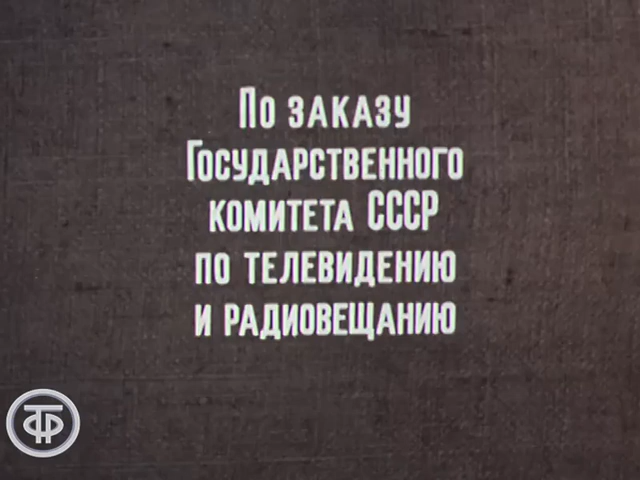 По заказу
Государственного
комитета СССР
по телевидению
и радиовещанию